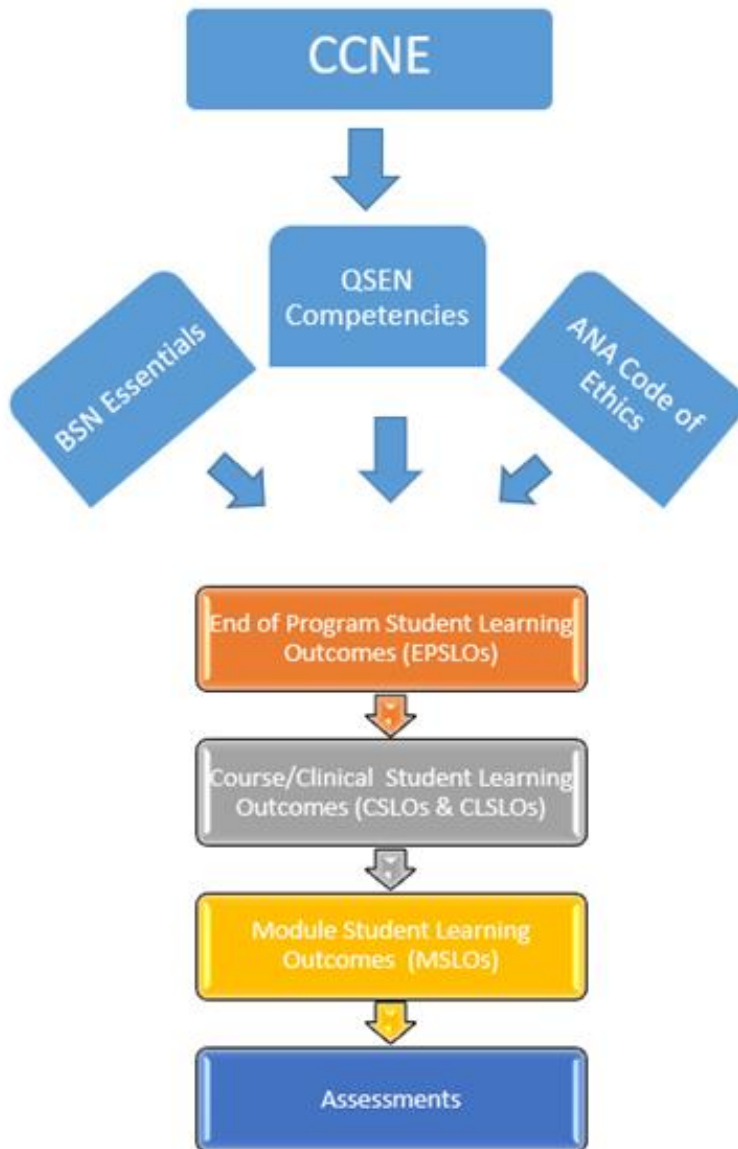 CCNE
QSEN
Competencies
BSN Essentials
ANA Code of
Ethics
End of Program Student Learning
Outcomes (EPSLOs)
Course/Clinical Student Learning
Outcomes (CSLOs & CLSLOs)
Module Student Learning
Outcomes (MSLOs)
Assessments